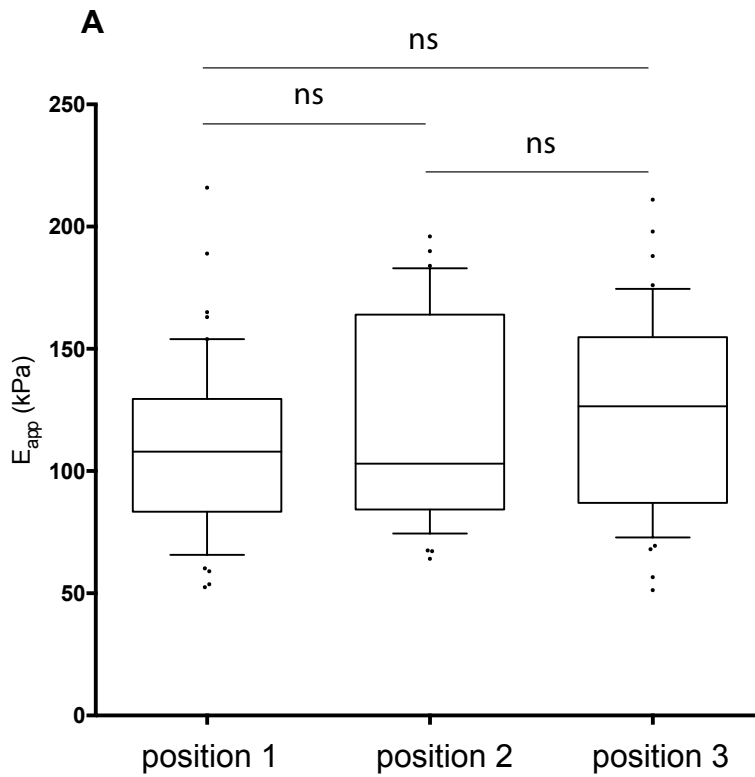 A
ns
ns
ns
250
200
150
100
50
0
E_app (kPa)
position 1 position 2 position 3